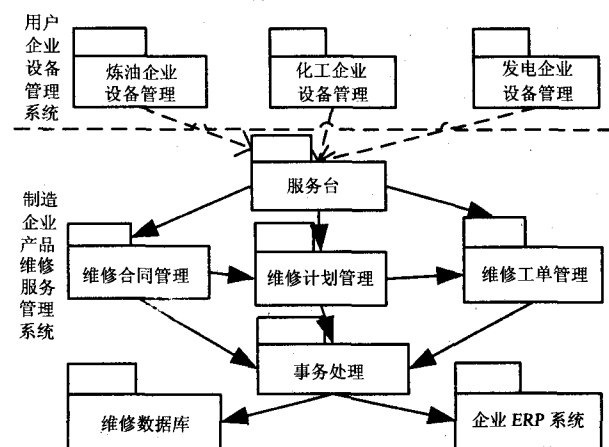 用户
企业
设备
管理
系统
炼油企业
设备管理
化工企业
设备管理
发电企业
设备管理
制造
企业
产品
维修
服务
管理
系统
服务台
维修合同管理
维修计划管理
维修工单管理
事务处理
维修数据库
企业 ERP 系统